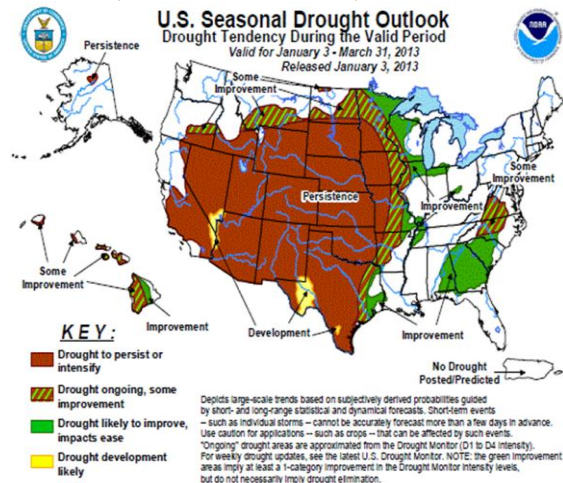 U.S. Seasonal Drought Outlook
Drought Tendency During the Valid Period
Valid for January 3 - March 31, 2013
Released January 3, 2013
NOAA
Persistence
Some
Improvement
Some
Improvement
Persistence
Improvement
Some
Improvement
Improvement
Development
Improvement
No Drought
Posted/Predicted
KEY:
Drought to persist or
intensify
Drought ongoing, some
improvement
Drought likely to improve,
impacts ease
Drought development
likely
Depicts large-scale trends based on subjectively derived probabilities guided
by short- and long-range statistical and dynamical forecasts. Short-term events
-- such as individual storms -- cannot be accurately forecast more than a few days in advance.
Use caution for applications -- such as crops -- that can be affected by such events.
"Ongoing" drought areas are approximated from the Drought Monitor (D1 to D4 intensity).
For weekly drought updates, see the latest U.S. Drought Monitor. NOTE: the green improvement
areas imply at least a 1-category improvement in the Drought Monitor intensity levels,
but do not necessarily imply drought elimination.